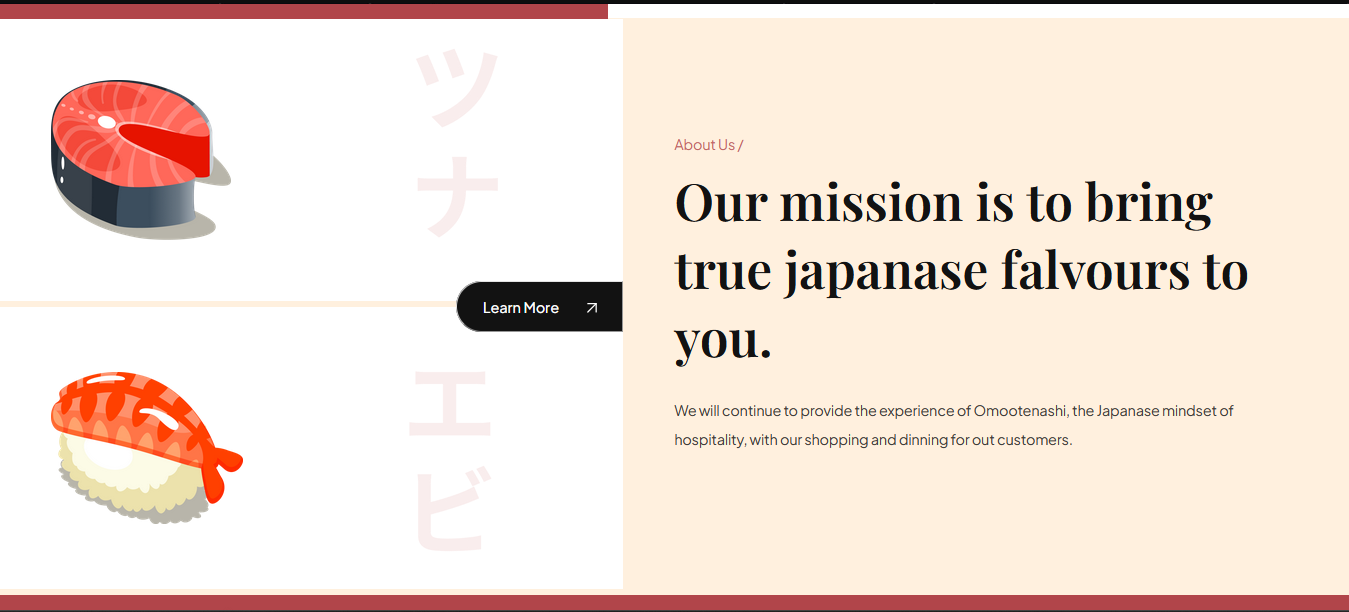 ツナ
Learn More
エビ
About Us /
Our mission is to bring
true japanase falvours to
you.
We will continue to provide the experience of Omootenashi, the Japanase mindset of
hospitality, with our shopping and dinning for out customers.